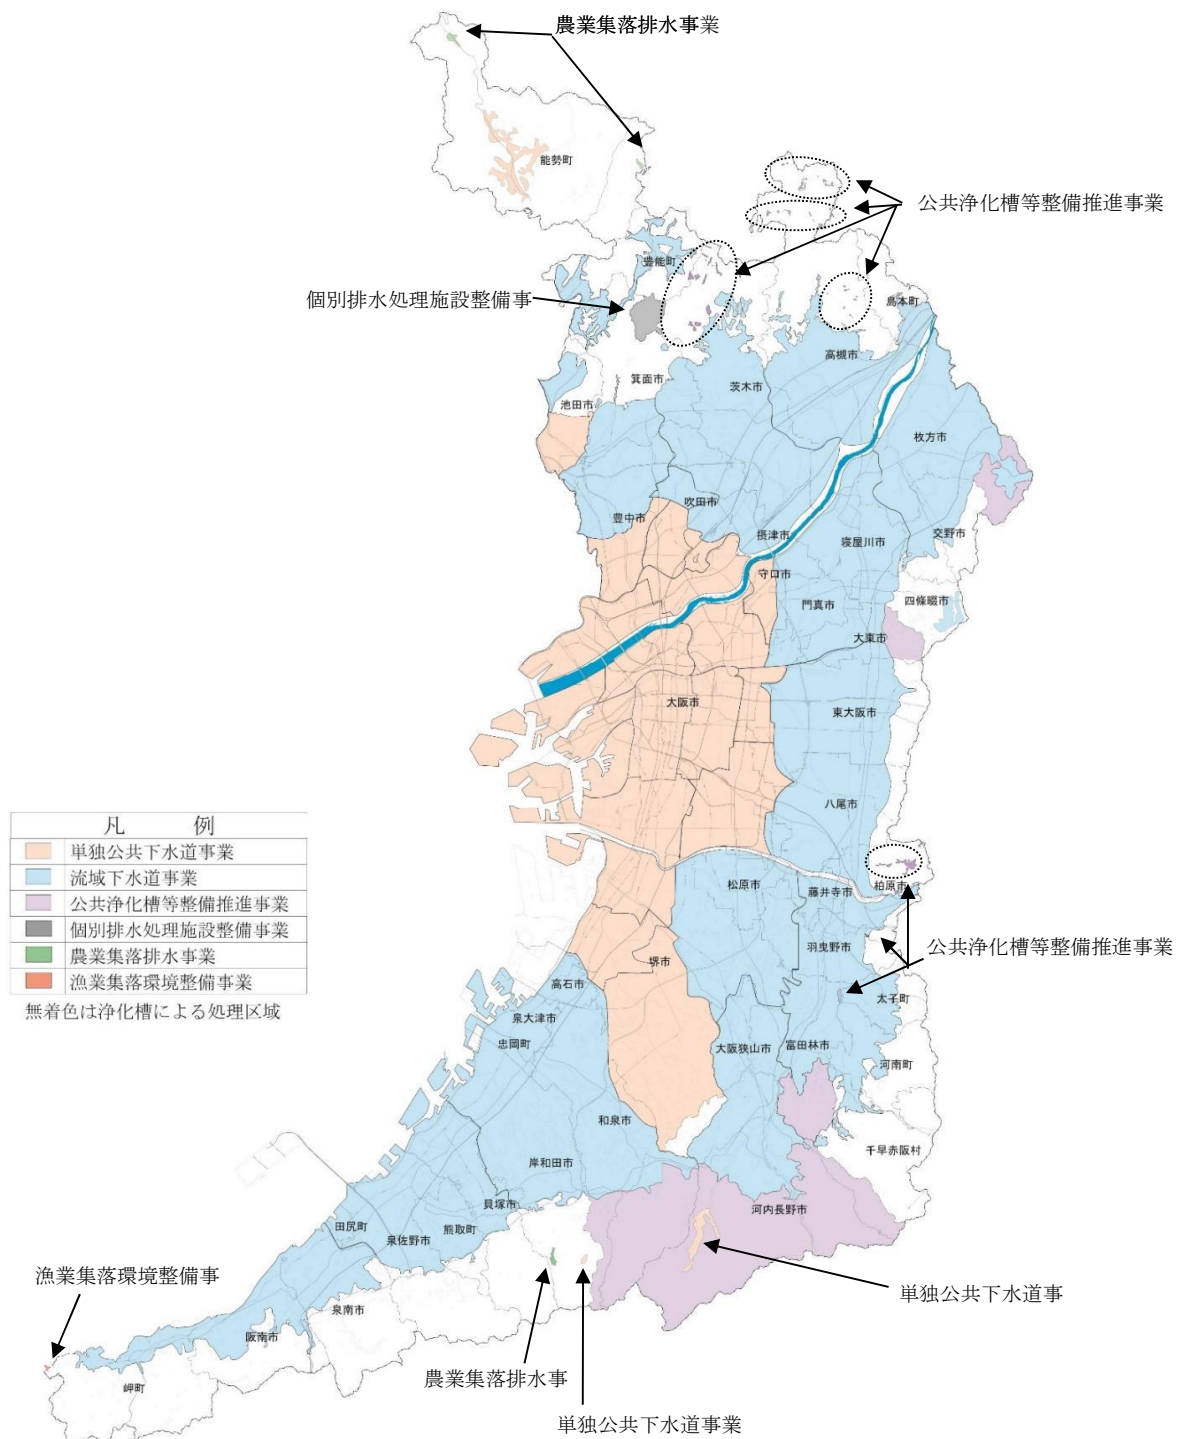 農業集落排水事業
能勢町
公共浄化槽等整備推進事業
豊能町
個別排水処理施設整備事
島本町
高槻市
箕面市
茨木市
池田市
枚方市
吹田市
豊中市
摂津市
寝屋川市
交野市
守口市
門真市
四條畷市
大東市
大阪市
東大阪市
八尾市
凡 例
単独公共下水道事業
流域下水道事業
公共浄化槽等整備推進事業
個別排水処理施設整備事業
農業集落排水事業
漁業集落環境整備事業
無着色は浄化槽による処理区域
松原市
藤井寺市
柏原市
羽曳野市
公共浄化槽等整備推進事業
堺市
高石市
太子町
泉大津市
忠岡町
大阪狭山市
富田林市
河南町
和泉市
千早赤阪村
岸和田市
貝塚市
河内長野市
田尻町
熊取町
泉佐野市
漁業集落環境整備事
単独公共下水道事
泉南市
阪南市
農業集落排水事
岬町
単独公共下水道事業